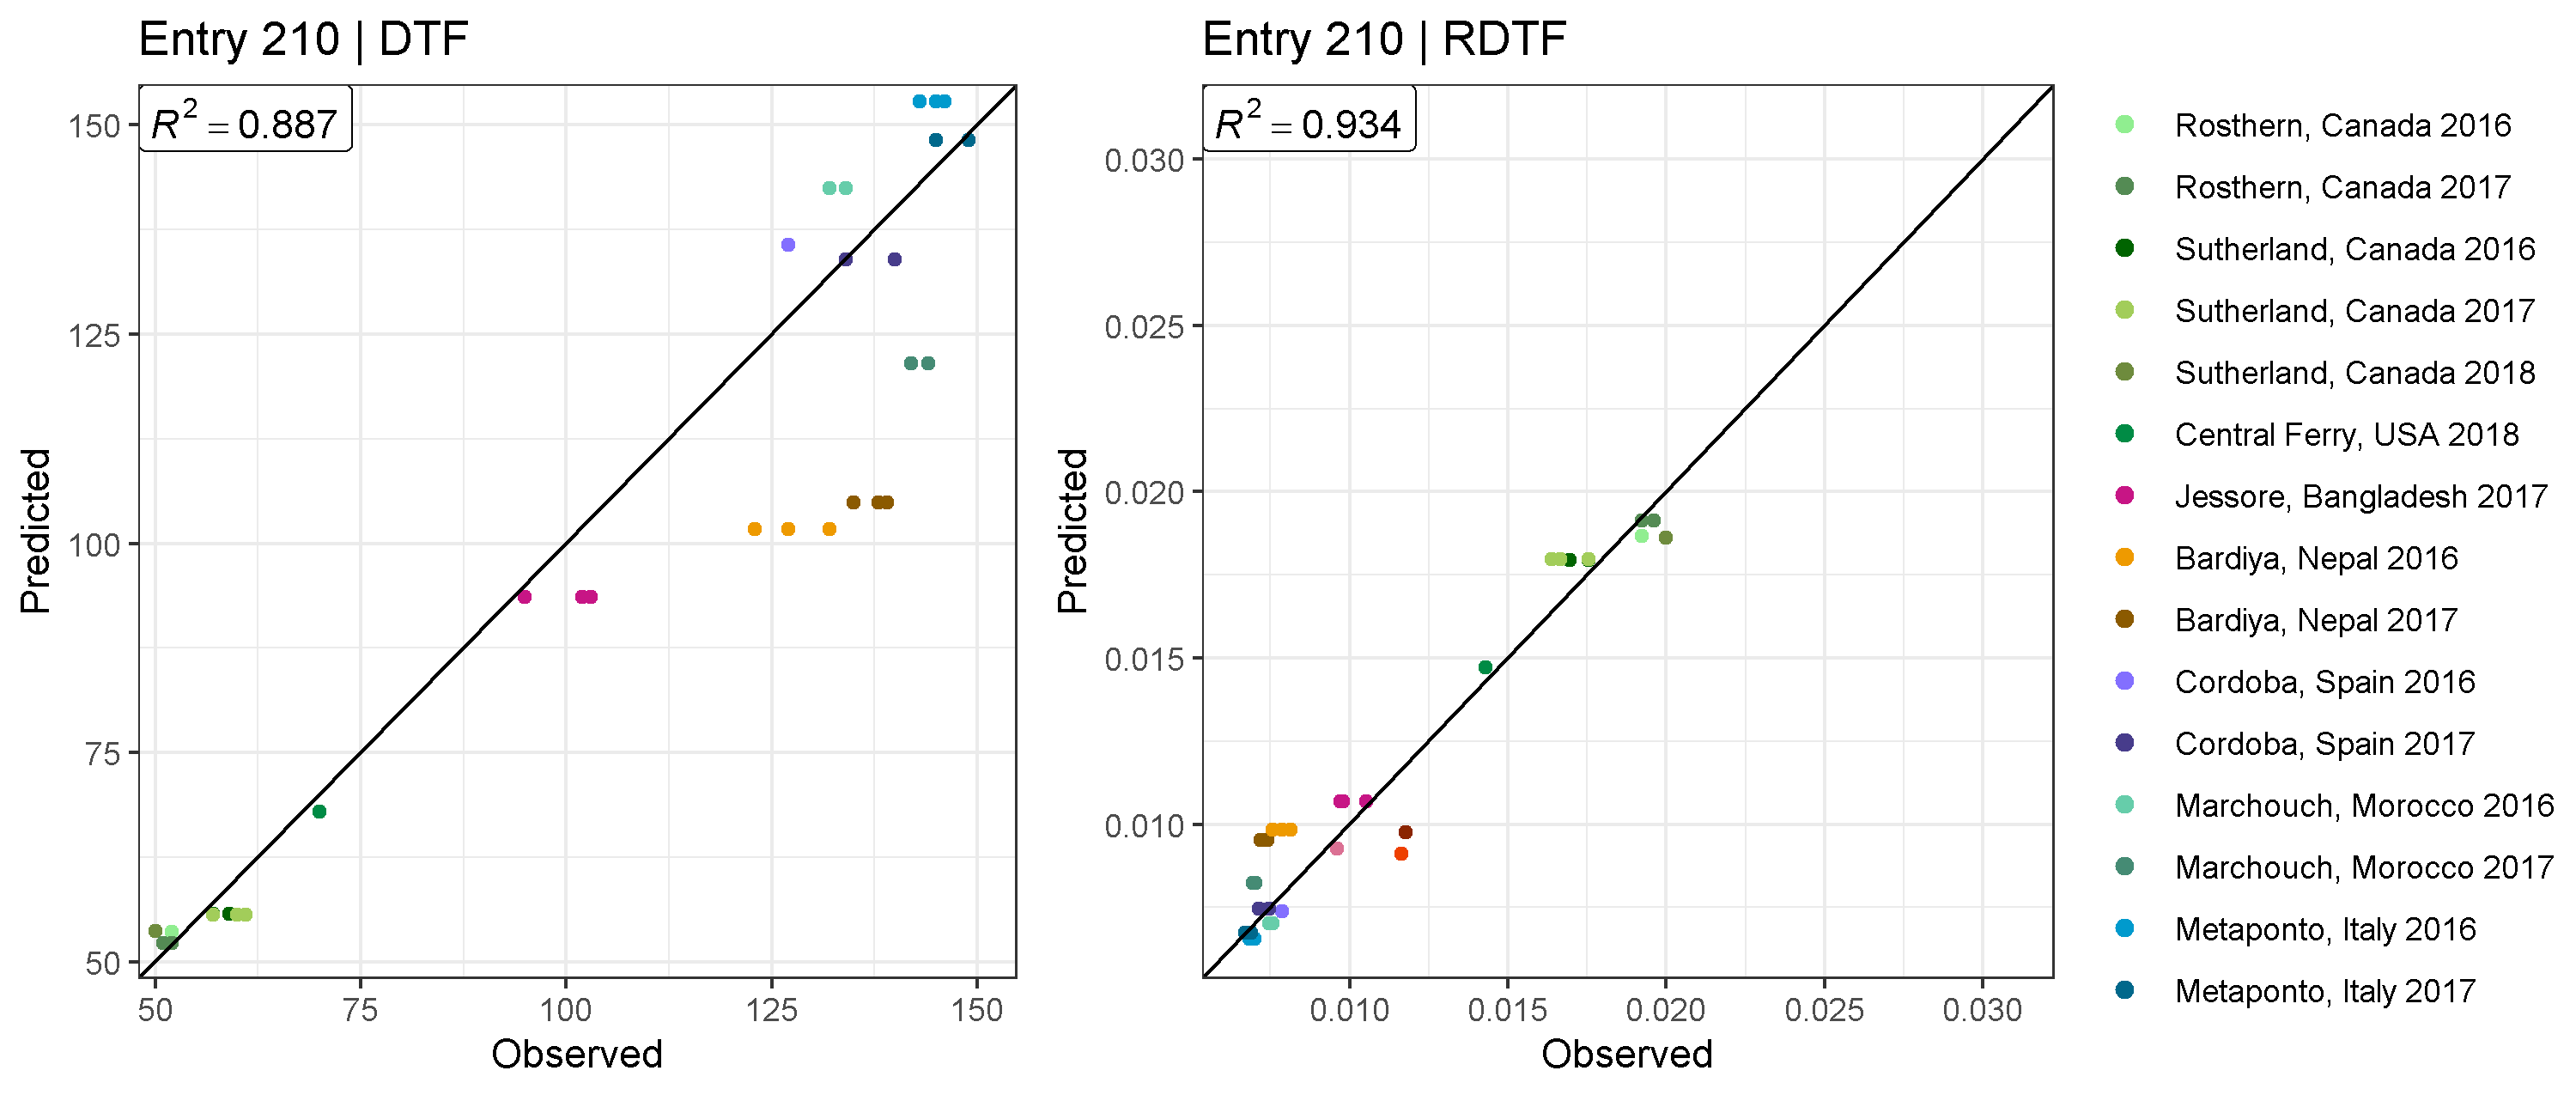 Entry 210 | DTF
R² = 0.887
150
125
100
75
50
Predicted
50 75 100 125 150
Observed
Entry 210 | RDTF
R² = 0.934
0.030
0.025
0.020
0.015
0.010
Predicted
0.010 0.015 0.020 0.025 0.030
Observed
Rosthern, Canada 2016
Rosthern, Canada 2017
Sutherland, Canada 2016
Sutherland, Canada 2017
Sutherland, Canada 2018
Central Ferry, USA 2018
Jessore, Bangladesh 2017
Bardiya, Nepal 2016
Bardiya, Nepal 2017
Cordoba, Spain 2016
Cordoba, Spain 2017
Marchouch, Morocco 2016
Marchouch, Morocco 2017
Metaponto, Italy 2016
Metaponto, Italy 2017